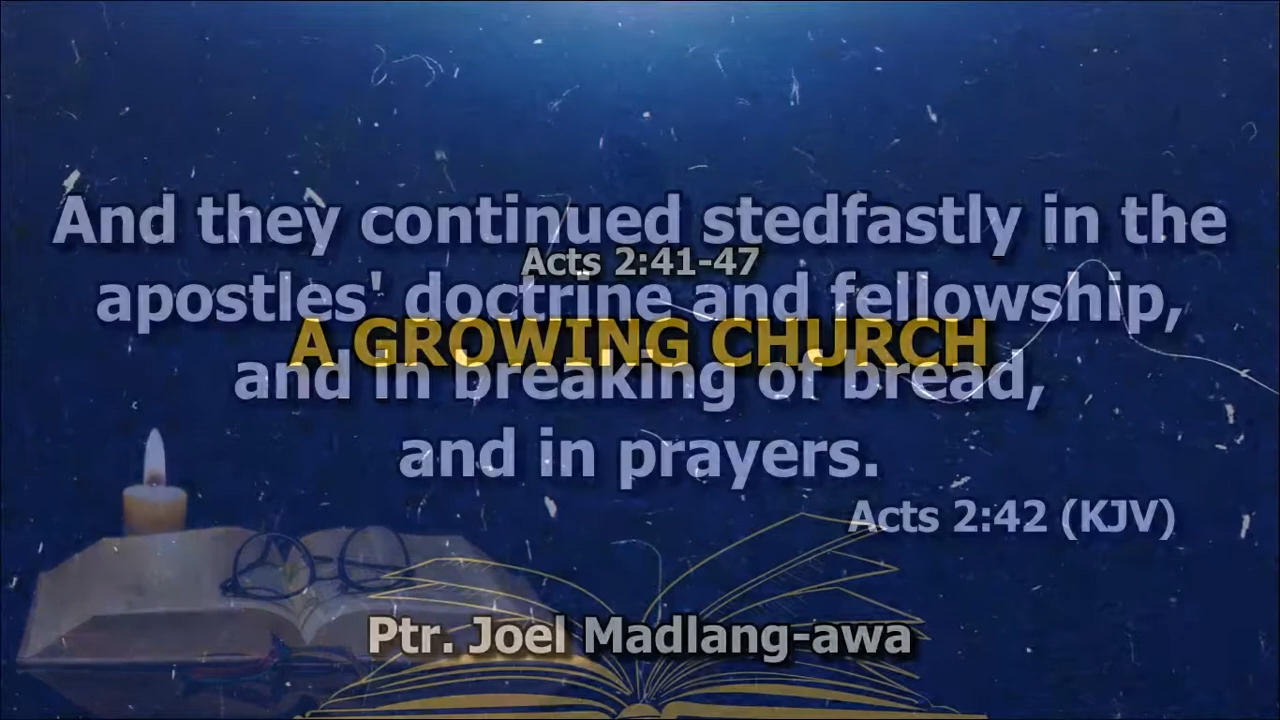 And they continued stedfastly in the
Acts 2:41-47
apostles' doctrine and fellowship,
A GROWING CHURCH
and in breaking of bread,
and in prayers.
Acts 2:42 (KJV)
Ptr. Joel Madlang-awa